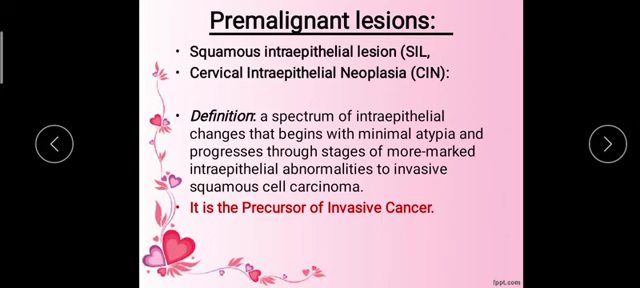 Premalignant lesions:
• Squamous intraepithelial lesion (SIL,
• Cervical Intraepithelial Neoplasia (CIN):
• Definition: a spectrum of intraepithelial
changes that begins with minimal atypia and
progresses through stages of more-marked
intraepithelial abnormalities to invasive
squamous cell carcinoma.
• It is the Precursor of Invasive Cancer.
fppt.com